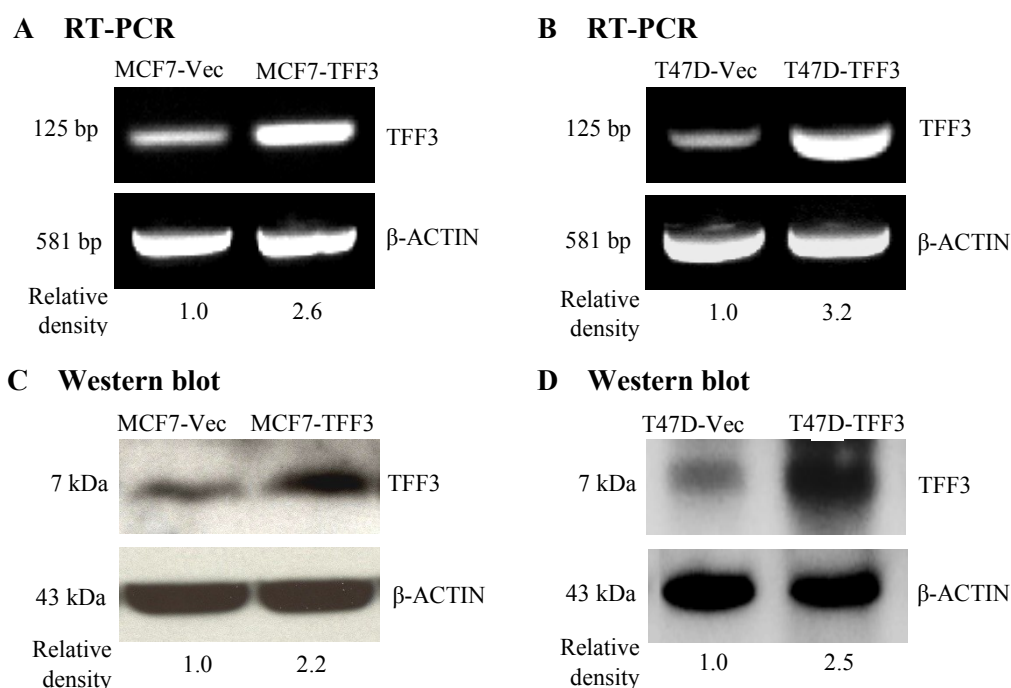 A RT-PCR
MCF7-Vec MCF7-TFF3
125 bp TFF3
581 bp β-ACTIN
Relative
density 1.0 2.6
B RT-PCR
T47D-Vec T47D-TFF3
125 bp TFF3
581 bp β-ACTIN
Relative
density 1.0 3.2
C Western blot
MCF7-Vec MCF7-TFF3
7 kDa TFF3
43 kDa β-ACTIN
Relative
density 1.0 2.2
D Western blot
T47D-Vec T47D-TFF3
7 kDa TFF3
43 kDa β-ACTIN
Relative
density 1.0 2.5